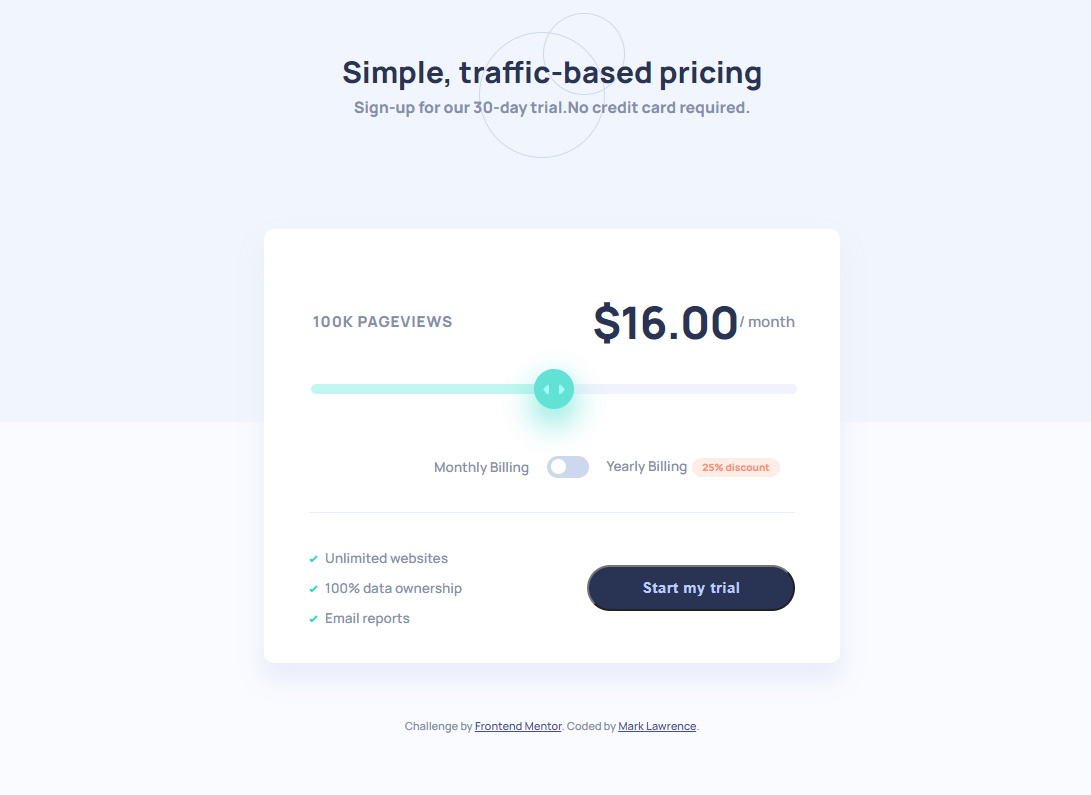 Simple, traffic-based pricing
Sign-up for our 30-day trial.No credit card required.
100K PAGEVIEWS
$16.00/ month
Monthly Billing
Yearly Billing 25% discount
Unlimited websites
100% data ownership
Email reports
Start my trial
Challenge by Frontend Mentor. Coded by Mark Lawrence.